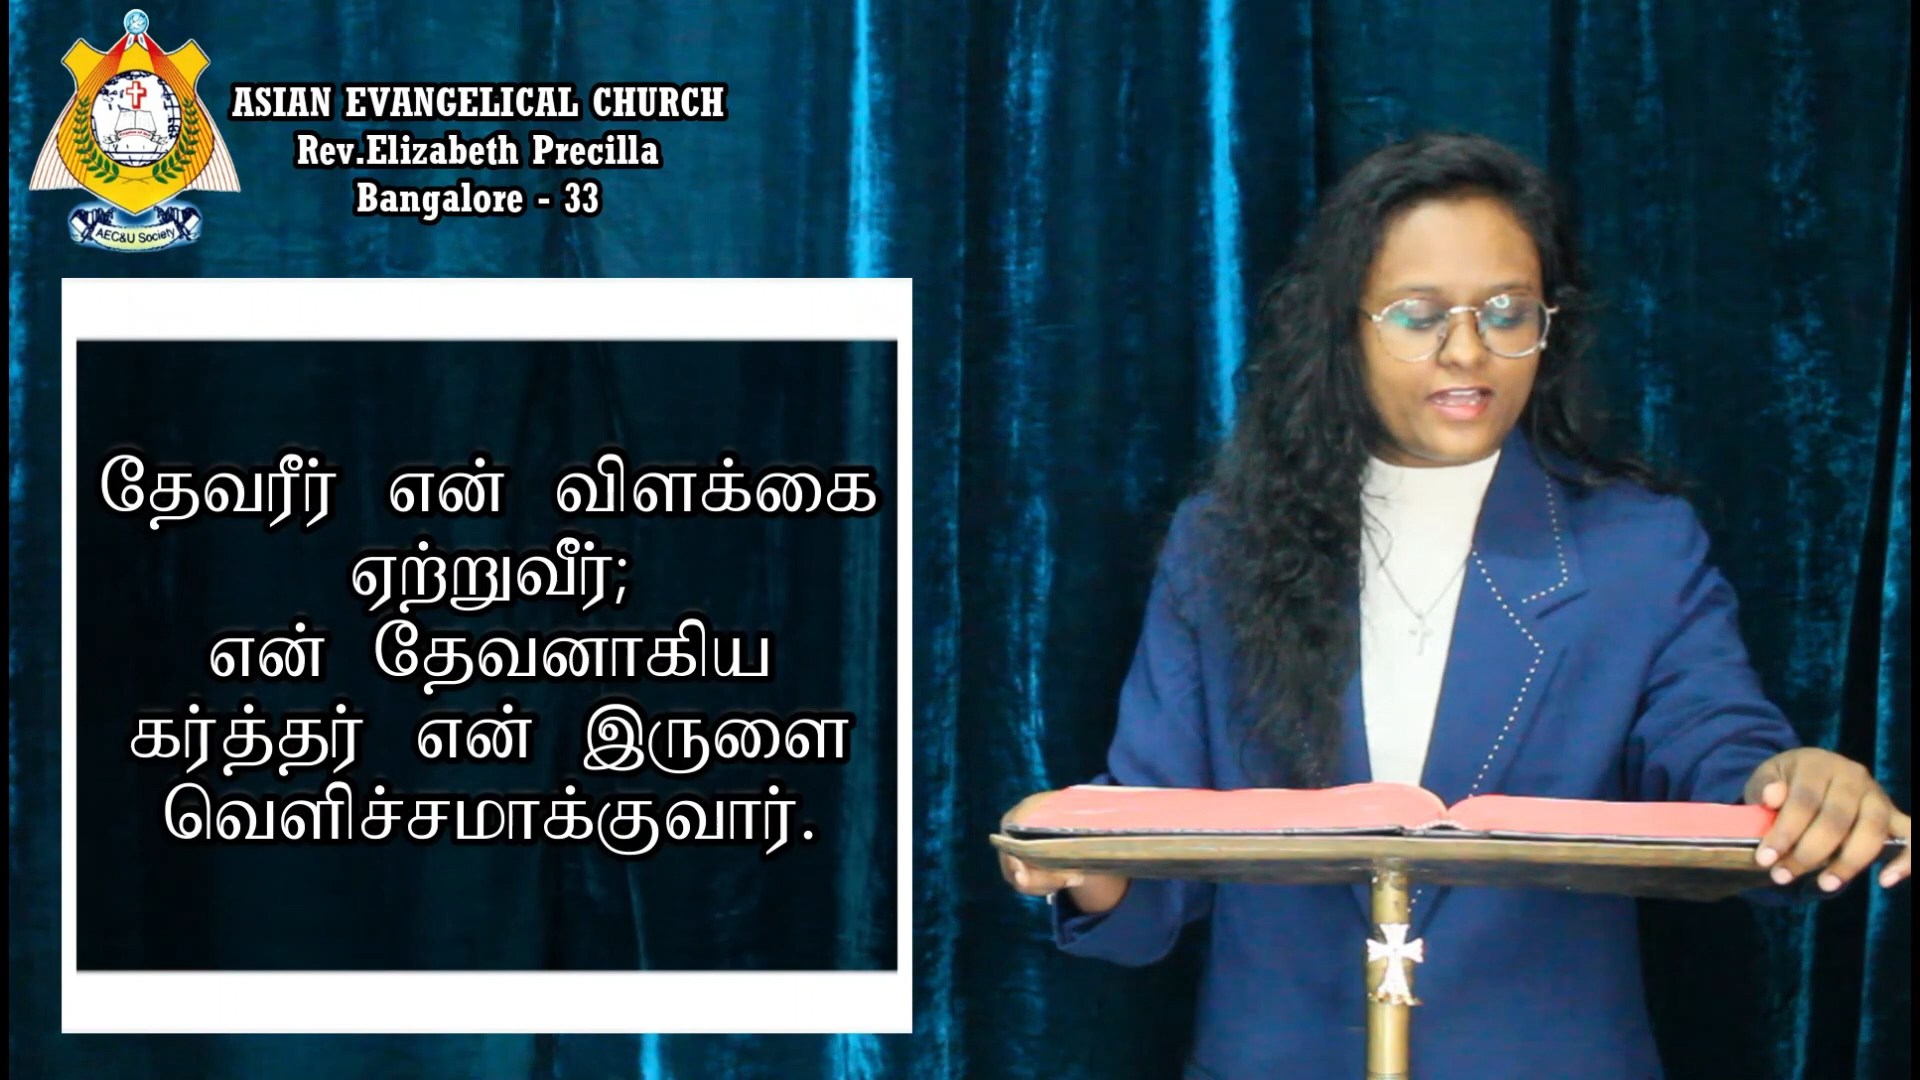 ASIAN EVANGELICAL CHURCH
Rev.Elizabeth Precilla
Bangalore - 33
AEC&U Society
தேவரீர் என் விளக்கை
ஏற்றுவீர்;
என் தேவனாகிய
கர்த்தர் என் இருளை
வெளிச்சமாக்குவார்.